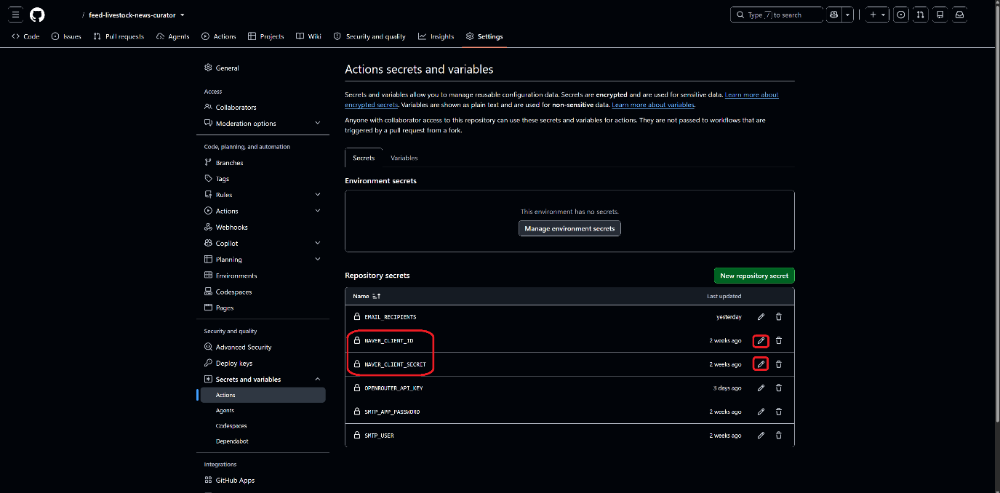 / feed-livestock-news-curator
Type / to search
Code
Issues
Pull requests
Agents
Actions
Projects
Wiki
Security and quality
Insights
Settings
General
Access
Collaborators
Moderation options
Code, planning, and automation
Branches
Tags
Rules
Actions
Webhooks
Copilot
Planning
Environments
Codespaces
Pages
Security and quality
Advanced Security
Deploy keys
Secrets and variables
Actions
Agents
Codespaces
Dependabot
Integrations
GitHub Apps
Actions secrets and variables
Secrets and variables allow you to manage reusable configuration data. Secrets are encrypted and are used for sensitive data. Learn more about
encrypted secrets. Variables are shown as plain text and are used for non-sensitive data. Learn more about variables.
Anyone with collaborator access to this repository can use these secrets and variables for actions. They are not passed to workflows that are
triggered by a pull request from a fork.
Secrets
Variables
Environment secrets
This environment has no secrets.
Manage environment secrets
Repository secrets
New repository secret
Name
Last updated
EMAIL_RECIPIENTS
yesterday
NAVER_CLIENT_ID
2 weeks ago
NAVER_CLIENT_SECRET
2 weeks ago
OPENROUTER_API_KEY
3 days ago
SMTP_APP_PASSWORD
2 weeks ago
SMTP_USER
2 weeks ago